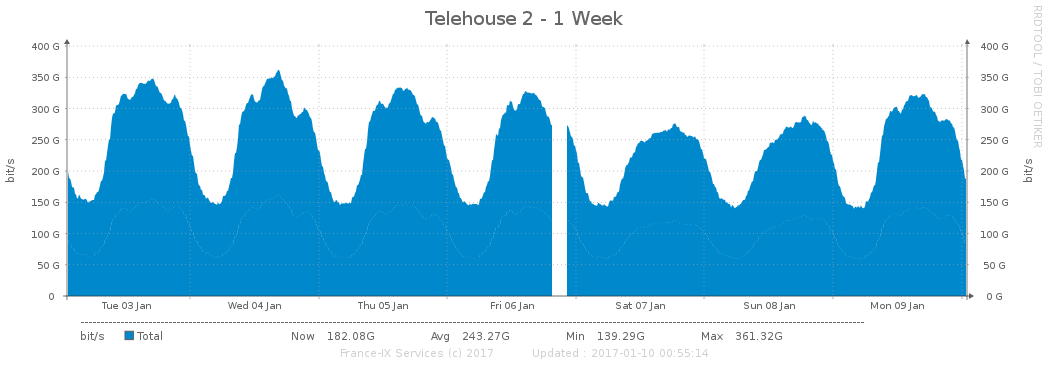 Telehouse 2 - 1 Week
RRDTOOL / TOBI OETIKER
bit/s
400 G 400 G
350 G 350 G
300 G 300 G
250 G 250 G
200 G 200 G
150 G 150 G
100 G 100 G
50 G 50 G
0 0 G
bit/s
Tue 03 Jan Wed 04 Jan Thu 05 Jan Fri 06 Jan Sat 07 Jan Sun 08 Jan Mon 09 Jan
bit/s Total Now 182.08G Avg 243.27G Min 139.29G Max 361.32G
France-IX Services (c) 2017 Updated : 2017-01-10 00:55:14